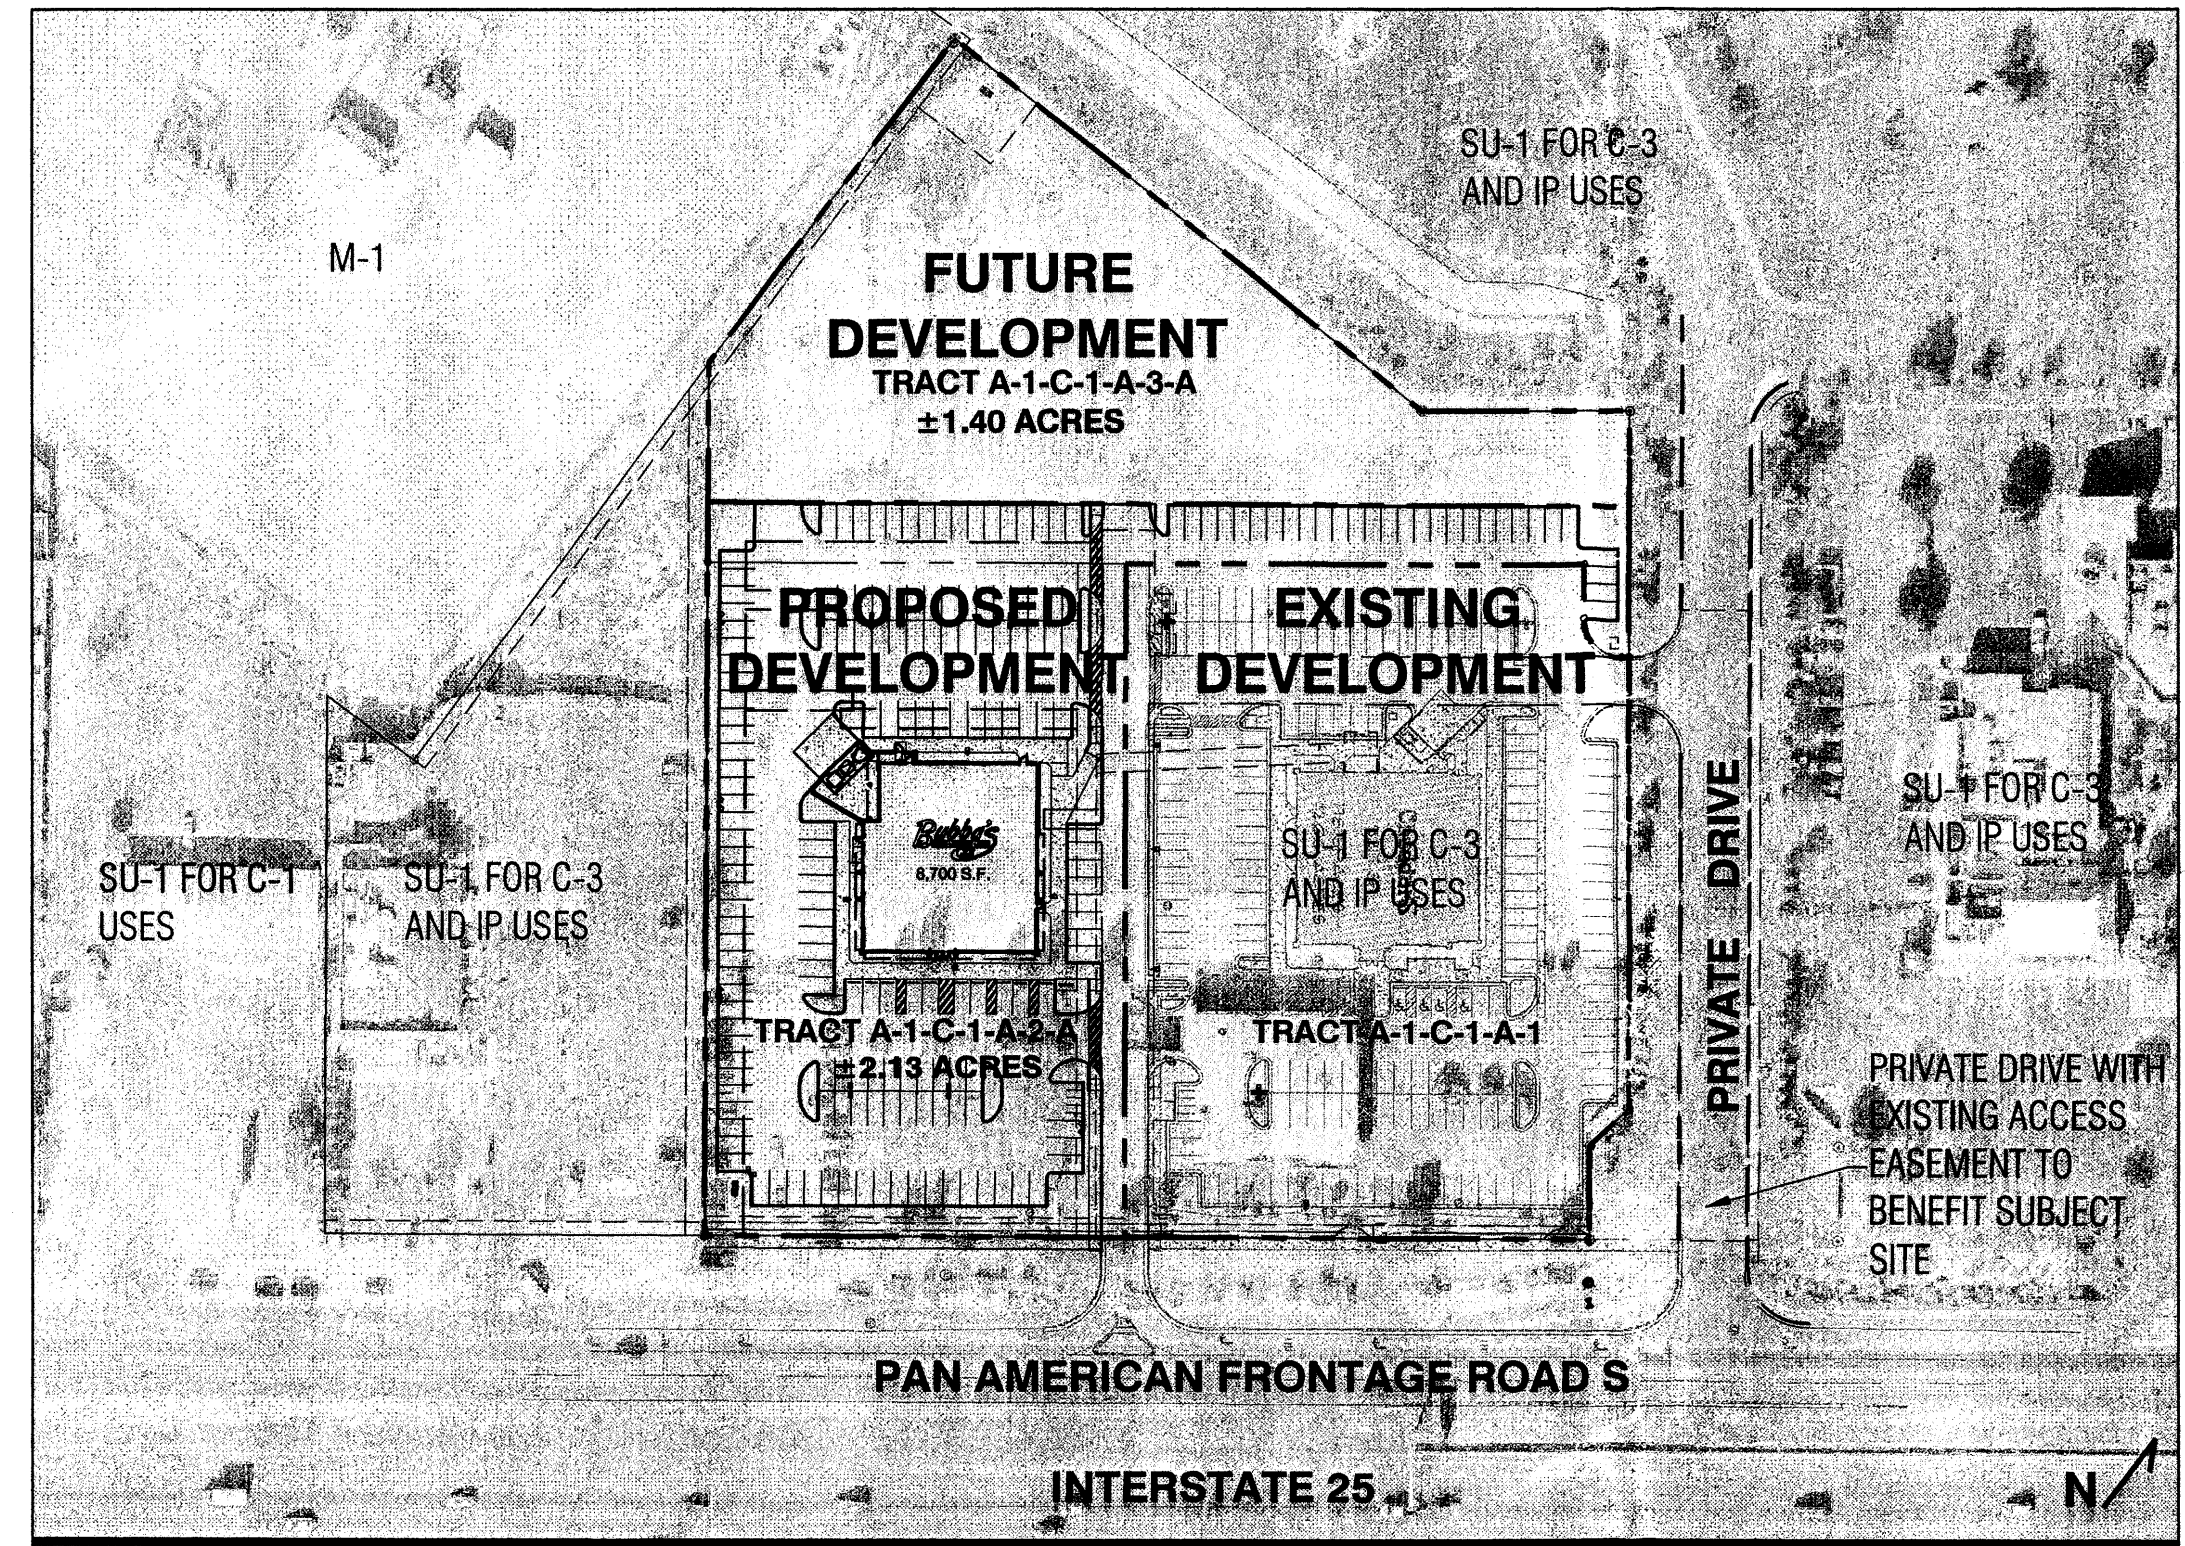 SU-1 FOR C-3
AND IP USES
M-1
FUTURE
DEVELOPMENT
TRACT A-1-C-1-A-3-A
±1.40 ACRES
PROPOSED
DEVELOPMENT
EXISTING
DEVELOPMENT
Bubba's
8,700 S.F.
SU-1 FOR C-1
USES
SU-1 FOR C-3
AND IP USES
SU-1 FOR C-3
AND IP USES
SU-1 FOR C-3
AND IP USES
PRIVATE DRIVE
TRACT A-1-C-1-A-2-A
±2.13 ACRES
TRACT A-1-C-1-A-1
PRIVATE DRIVE WITH
EXISTING ACCESS
EASEMENT TO
BENEFIT SUBJECT
SITE
PAN AMERICAN FRONTAGE ROAD S
INTERSTATE 25
N